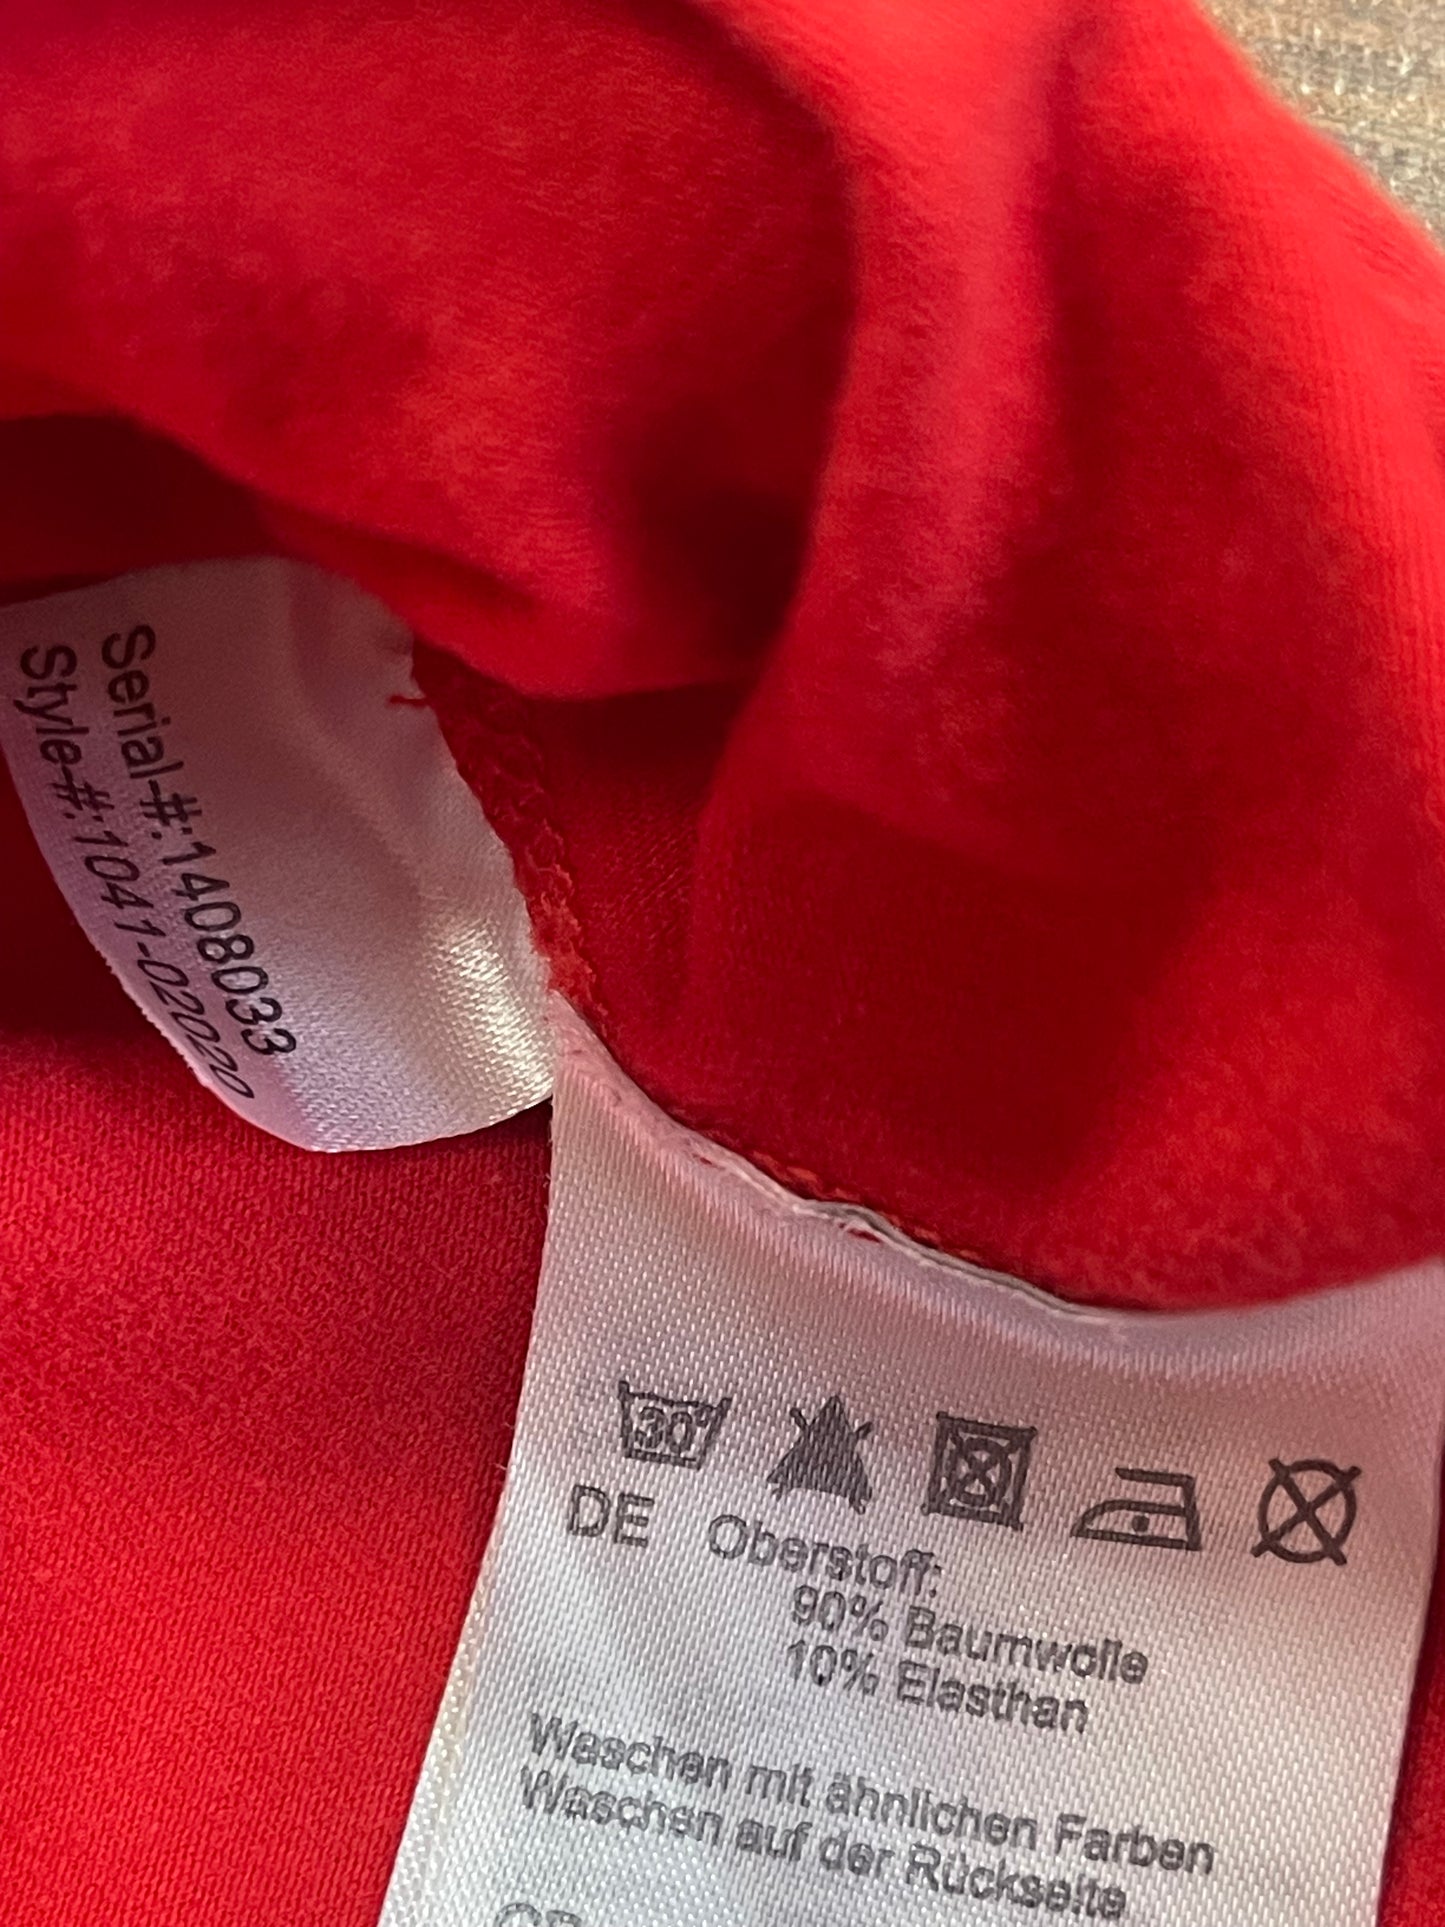 Serial-#:1408033
Style-#:1041-02020
30°
DE Oberstoff:
90% Baumwolle
10% Elasthan
Waschen mit ähnlichen Farben
Waschen auf der Rückseite